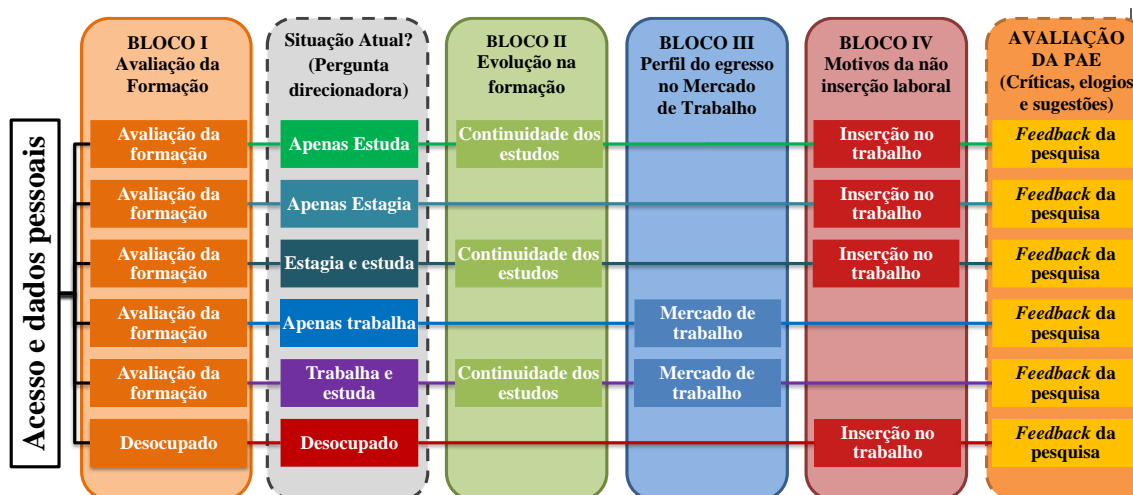 Acesso e dados pessoais
BLOCO I
Avaliação da
Formação
Situação Atual?
(Pergunta
direcionadora)
BLOCO II
Evolução na
formação
BLOCO III
Perfil do egresso
no Mercado
de Trabalho
BLOCO IV
Motivos da não
inserção laboral
AVALIAÇÃO
DA PAE
(Críticas, elogios
e sugestões)
Avaliação da
formação
Apenas Estuda
Continuidade dos
estudos
Inserção no
trabalho
Feedback da
pesquisa
Avaliação da
formação
Apenas Estagia
Inserção no
trabalho
Feedback da
pesquisa
Avaliação da
formação
Estagia e estuda
Continuidade dos
estudos
Inserção no
trabalho
Feedback da
pesquisa
Avaliação da
formação
Apenas trabalha
Mercado de
trabalho
Feedback da
pesquisa
Avaliação da
formação
Trabalha e
estuda
Continuidade dos
estudos
Mercado de
trabalho
Feedback da
pesquisa
Desocupado
Desocupado
Inserção no
trabalho
Feedback da
pesquisa